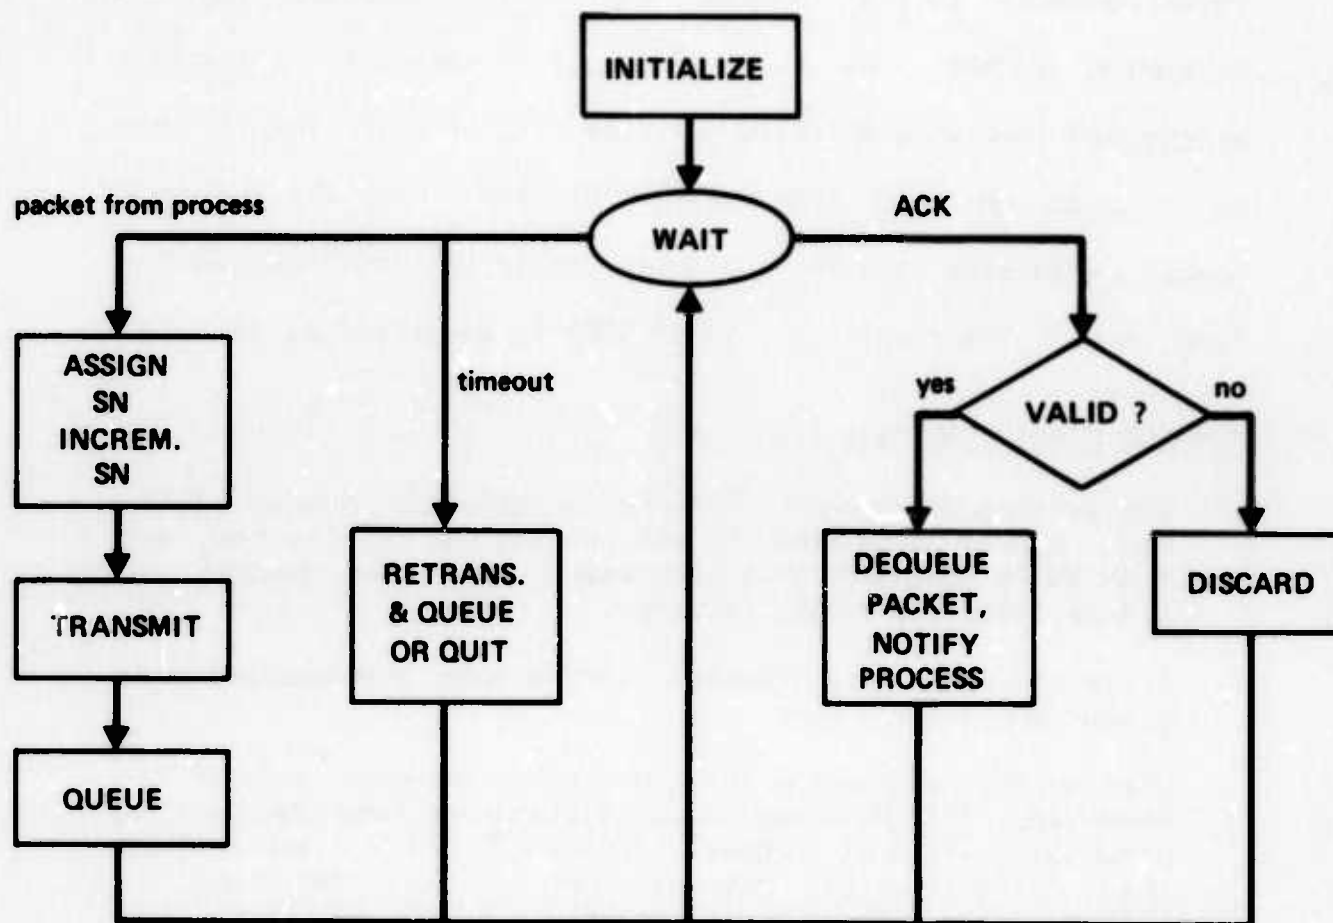 INITIALIZE
packet from process
WAIT
ACK
ASSIGN
SN
INCREM.
SN
timeout
yes
VALID ?
no
TRANSMIT
RETRANS.
& QUEUE
OR QUIT
DEQUEUE
PACKET,
NOTIFY
PROCESS
DISCARD
QUEUE